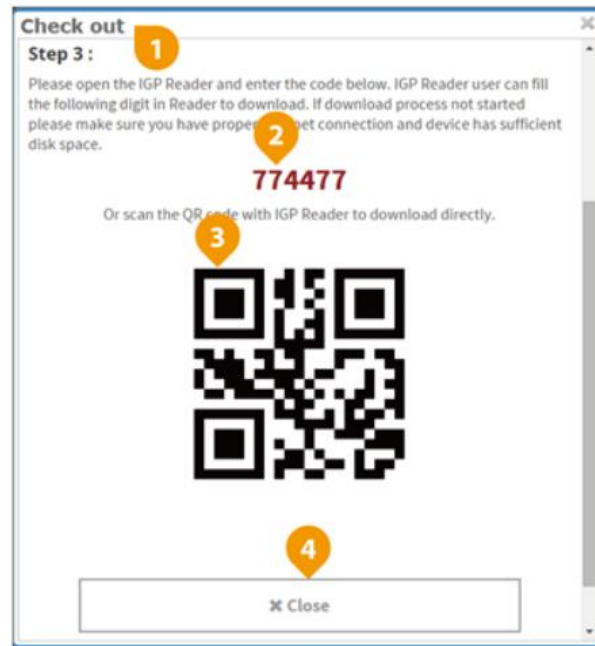 Check out
1
Step 3 :
Please open the IGP Reader and enter the code below. IGP Reader user can fill
the following digit in Reader to download. If download process not started
please make sure you have prope et connection and device has sufficient
2
disk space.
774477
Or scan the QR code with IGP Reader to download directly.
3
4
✖ Close